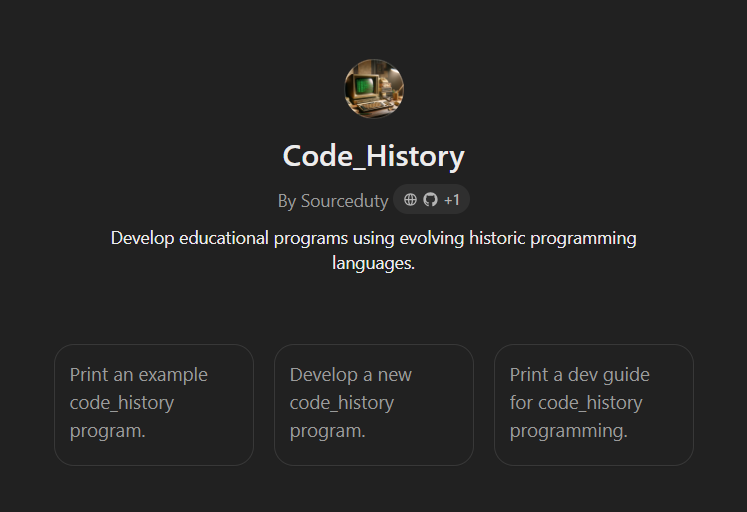 Code_History
By Sourceduty +1
Develop educational programs using evolving historic programming
languages.
Print an example
code_history
program.
Develop a new
code_history
program.
Print a dev guide
for code_history
programming.